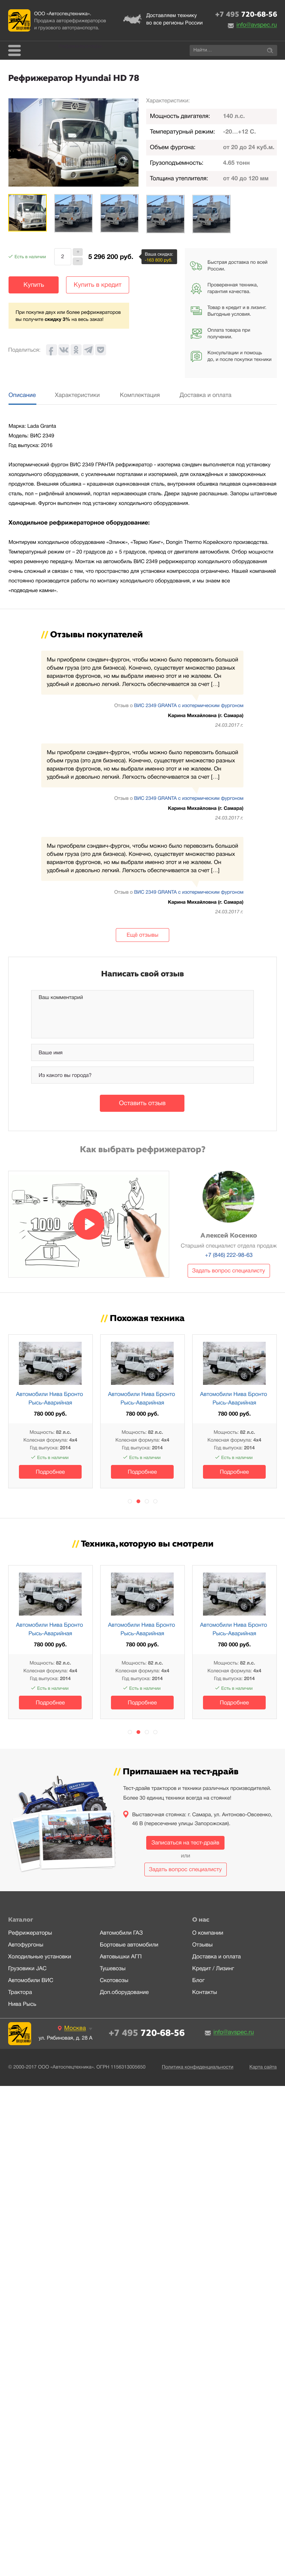 ООО «Автоспецтехника».
Продажа авторефрижераторов
и грузового автотранспорта.
Доставляем технику
во все регионы России
+7 495 720-68-56
info@avspec.ru
Найти...
Рефрижератор Hyundai HD 78
Характеристики:
Мощность двигателя: 140 л.с.
Температурный режим: -20...+12 С.
Объем фургона: от 20 до 24 куб.м.
Грузоподъемность: 4.65 тонн
Толщина утеплителя: от 40 до 120 мм
Есть в наличии
2
+
-
5 296 200 руб.
Ваша скидка:
-163 800 руб.
Купить
Купить в кредит
При покупке двух или более рефрижераторов
вы получите скидку 3% на весь заказ!
Поделиться:
Быстрая доставка по всей
России.
Проверенная техника,
гарантия качества.
Товар в кредит и в лизинг.
Выгодные условия.
Оплата товара при
получении.
Консультации и помощь
до, и после покупки техники
Описание
Характеристики
Комплектация
Доставка и оплата
Марка: Lada Granta
Модель: ВИС 2349
Год выпуска: 2016
Изотермический фургон ВИС 2349 ГРАНТА рефрижератор – изотерма сэндвич выполняется под установку
холодильного оборудования, с усиленными порталами и изотермией, для охлаждённых и замороженных
продуктов. Внешняя обшивка – крашенная оцинкованная сталь, внутренняя обшивка пищевая оцинкованная
сталь, пол – рифлёный алюминий, портал нержавеющая сталь. Двери задние распашные. Запоры штанговые
одинарные. Фургон выполнен под установку холодильного оборудования.
Холодильное рефрижераторное оборудование:
Монтируем холодильное оборудование «Элинж», «Термо Кинг», Dongin Thermo Корейского производства.
Температурный режим от – 20 градусов до + 5 градусов, привод от двигателя автомобиля. Отбор мощности
через ременную передачу. Монтаж на автомобиль ВИС 2349 рефрижератор холодильного оборудования
очень сложный и связан с тем, что пространство для установки компрессора ограничено. Нашей компанией
постоянно производится работы по монтажу холодильного оборудования, и мы знаем все
«подводные камни».
// Отзывы покупателей
Мы приобрели сэндвич-фургон, чтобы можно было перевозить большой
объем груза (это для бизнеса). Конечно, существует множество разных
вариантов фургонов, но мы выбрали именно этот и не жалеем. Он
удобный и довольно легкий. Легкость обеспечивается за счет [...]
Отзыв о ВИС 2349 GRANTA с изотермическим фургоном
Карина Михайловна (г. Самара)
24.03.2017 г.
Мы приобрели сэндвич-фургон, чтобы можно было перевозить большой
объем груза (это для бизнеса). Конечно, существует множество разных
вариантов фургонов, но мы выбрали именно этот и не жалеем. Он
удобный и довольно легкий. Легкость обеспечивается за счет [...]
Отзыв о ВИС 2349 GRANTA с изотермическим фургоном
Карина Михайловна (г. Самара)
24.03.2017 г.
Мы приобрели сэндвич-фургон, чтобы можно было перевозить большой
объем груза (это для бизнеса). Конечно, существует множество разных
вариантов фургонов, но мы выбрали именно этот и не жалеем. Он
удобный и довольно легкий. Легкость обеспечивается за счет [...]
Отзыв о ВИС 2349 GRANTA с изотермическим фургоном
Карина Михайловна (г. Самара)
24.03.2017 г.
Ещё отзывы
Написать свой отзыв
Ваш комментарий
Ваше имя
Из какого вы города?
Оставить отзыв
Как выбрать рефрижератор?
1000
Алексей Косенко
Старший специалист отдела продаж
+7 (846) 222-98-63
Задать вопрос специалисту
// Похожая техника
Автомобили Нива Бронто
Рысь-Аварийная
780 000 руб.
Мощность: 82 л.с.
Колесная формула: 4х4
Год выпуска: 2014
Есть в наличии
Подробнее
Автомобили Нива Бронто
Рысь-Аварийная
780 000 руб.
Мощность: 82 л.с.
Колесная формула: 4х4
Год выпуска: 2014
Есть в наличии
Подробнее
Автомобили Нива Бронто
Рысь-Аварийная
780 000 руб.
Мощность: 82 л.с.
Колесная формула: 4х4
Год выпуска: 2014
Есть в наличии
Подробнее
// Техника, которую вы смотрели
Автомобили Нива Бронто
Рысь-Аварийная
780 000 руб.
Мощность: 82 л.с.
Колесная формула: 4х4
Год выпуска: 2014
Есть в наличии
Подробнее
Автомобили Нива Бронто
Рысь-Аварийная
780 000 руб.
Мощность: 82 л.с.
Колесная формула: 4х4
Год выпуска: 2014
Есть в наличии
Подробнее
Автомобили Нива Бронто
Рысь-Аварийная
780 000 руб.
Мощность: 82 л.с.
Колесная формула: 4х4
Год выпуска: 2014
Есть в наличии
Подробнее
// Приглашаем на тест-драйв
Тест-драйв тракторов и техники различных производителей.
Более 30 единиц техники всегда на стоянке!
Выставочная стоянка: г. Самара, ул. Антоново-Овсеенко,
46 В (пересечение улицы Запорожская).
Записаться на тест-драйв
или
Задать вопрос специалисту
Каталог
Рефрижераторы
Автофургоны
Холодильные установки
Грузовики JAC
Автомобили ВИС
Трактора
Нива Рысь
Автомобили ГАЗ
Бортовые автомобили
Автовышки АГП
Тушевозы
Скотовозы
Доп.оборудование
О нас
О компании
Отзывы
Доставка и оплата
Кредит / Лизинг
Блог
Контакты
Москва
ул. Рябиновая, д. 28 А
+7 495 720-68-56
info@avspec.ru
© 2000-2017 ООО «Автоспецтехника». ОГРН 1156313005650
Политика конфиденциальности
Карта сайта